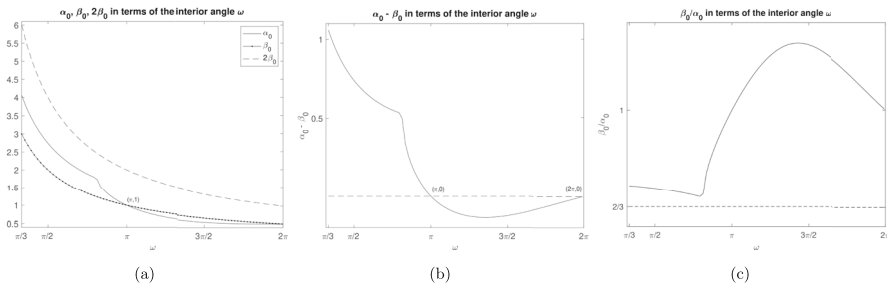 α₀, β₀, 2β₀ in terms of the interior angle ω
6
5.5
5
4.5
4
3.5
3
2.5
2
1.5
1
0.5
α₀
β₀
2β₀
(π,1)
π/3 π/2 π 3π/2 2π
ω
(a)
α₀ - β₀ in terms of the interior angle ω
1
0.5
α₀ - β₀
(π,0)
(2π,0)
π/3 π/2 π 3π/2 2π
ω
(b)
β₀/α₀ in terms of the interior angle ω
1
2/3
β₀/α₀
π/3 π/2 π 3π/2 2π
ω
(c)